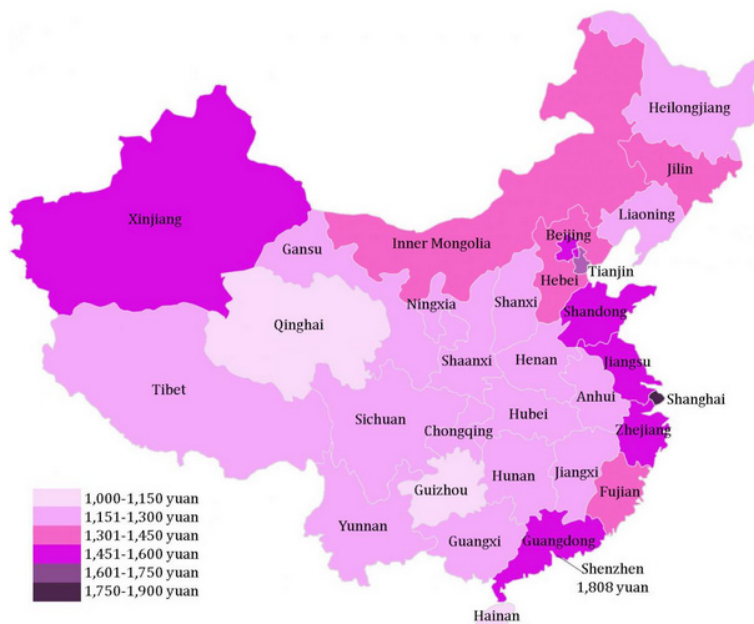 Heilongjiang
Jilin
Liaoning
Xinjiang
Beijing
Inner Mongolia
Gansu
Tianjin
Hebei
Ningxia
Shanxi
Shandong
Qinghai
Shaanxi
Henan
Jiangsu
Tibet
Anhui
Shanghai
Sichuan
Hubei
Zhejiang
Chongqing
Hunan
Jiangxi
Guizhou
Fujian
Yunnan
Guangxi
Guangdong
Shenzhen
1,808 yuan
Hainan
1,000-1,150 yuan
1,151-1,300 yuan
1,301-1,450 yuan
1,451-1,600 yuan
1,601-1,750 yuan
1,750-1,900 yuan